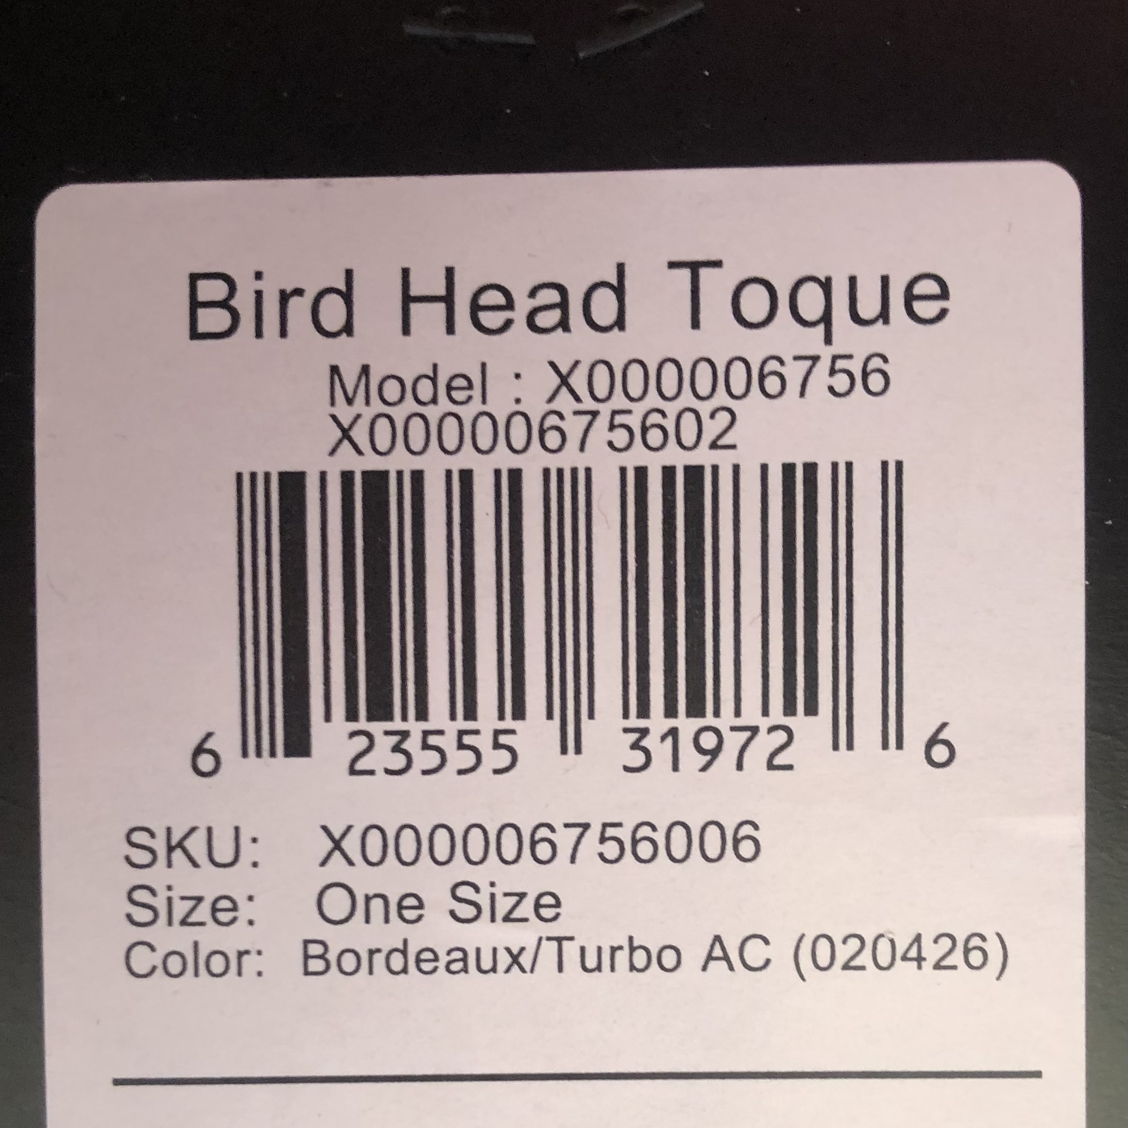 Bird Head Toque
Model : X000006756
X00000675602
6 23555 31972 6
SKU: X000006756006
Size: One Size
Color: Bordeaux/Turbo AC (020426)